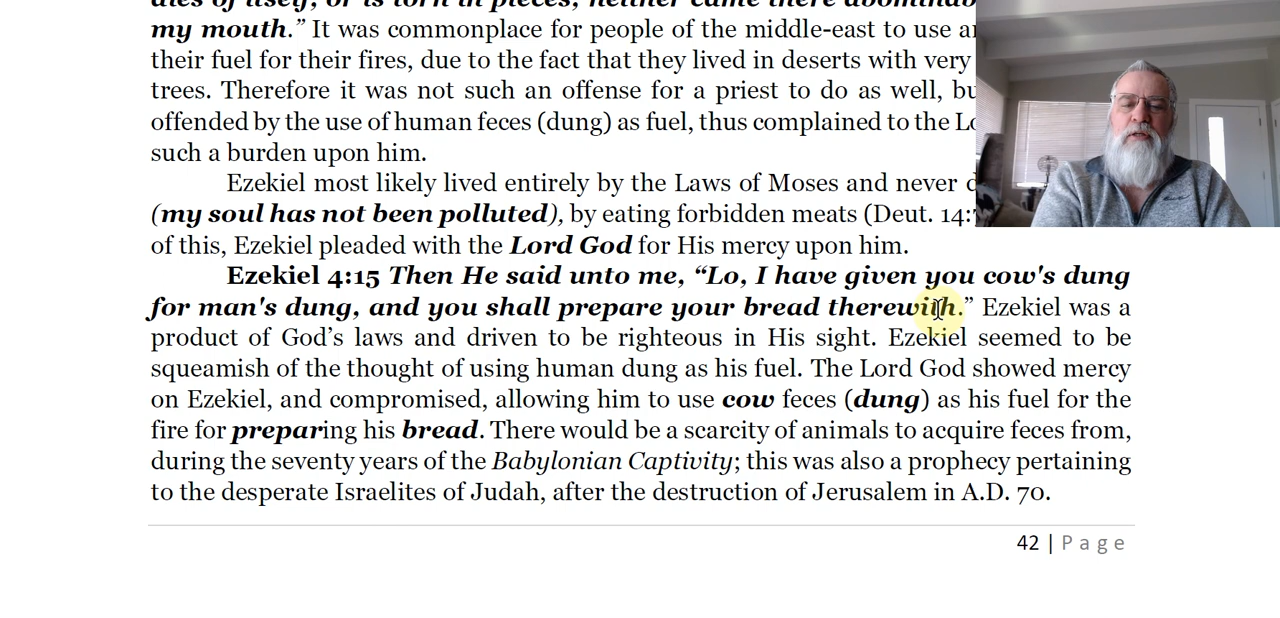 dies of itself, or is torn in pieces, neither came there
my mouth.” It was commonplace for people of the middle-east to use
their fuel for their fires, due to the fact that they lived in deserts with very
trees. Therefore it was not such an offense for a priest to do as well,
offended by the use of human feces (dung) as fuel, thus complained to the
such a burden upon him.
Ezekiel most likely lived entirely by the Laws of Moses and never
(my soul has not been polluted), by eating forbidden meats (Deut. 14:
of this, Ezekiel pleaded with the Lord God for His mercy upon him.
Ezekiel 4:15 Then He said unto me, “Lo, I have given you cow's dung
for man's dung, and you shall prepare your bread therewith.” Ezekiel was a
product of God’s laws and driven to be righteous in His sight. Ezekiel seemed to be
squeamish of the thought of using human dung as his fuel. The Lord God showed mercy
on Ezekiel, and compromised, allowing him to use cow feces (dung) as his fuel for the
fire for preparing his bread. There would be a scarcity of animals to acquire feces from,
during the seventy years of the Babylonian Captivity; this was also a prophecy pertaining
to the desperate Israelites of Judah, after the destruction of Jerusalem in A.D. 70.
42 | Page